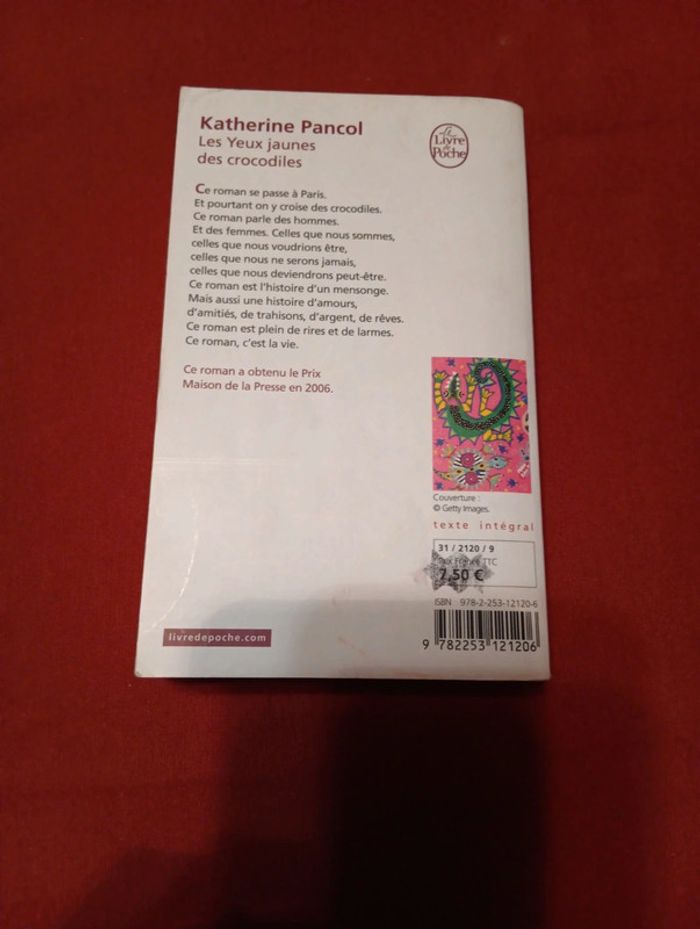 Katherine Pancol
Les Yeux jaunes
des crocodiles
Le
Livre
de
Poche
Ce roman se passe à Paris.
Et pourtant on y croise des crocodiles.
Ce roman parle des hommes.
Et des femmes. Celles que nous sommes,
celles que nous voudrions être,
celles que nous ne serons jamais,
celles que nous deviendrons peut-être.
Ce roman est l'histoire d'un mensonge.
Mais aussi une histoire d'amours,
d'amitiés, de trahisons, d'argent, de rêves.
Ce roman est plein de rires et de larmes.
Ce roman, c'est la vie.
Ce roman a obtenu le Prix
Maison de la Presse en 2006.
Couverture :
© Getty Images.
texte intégral
31 / 2120 / 9
France TTC
7,50 €
ISBN 978-2-253-12120-6
9 782253 121206
livredepoche.com